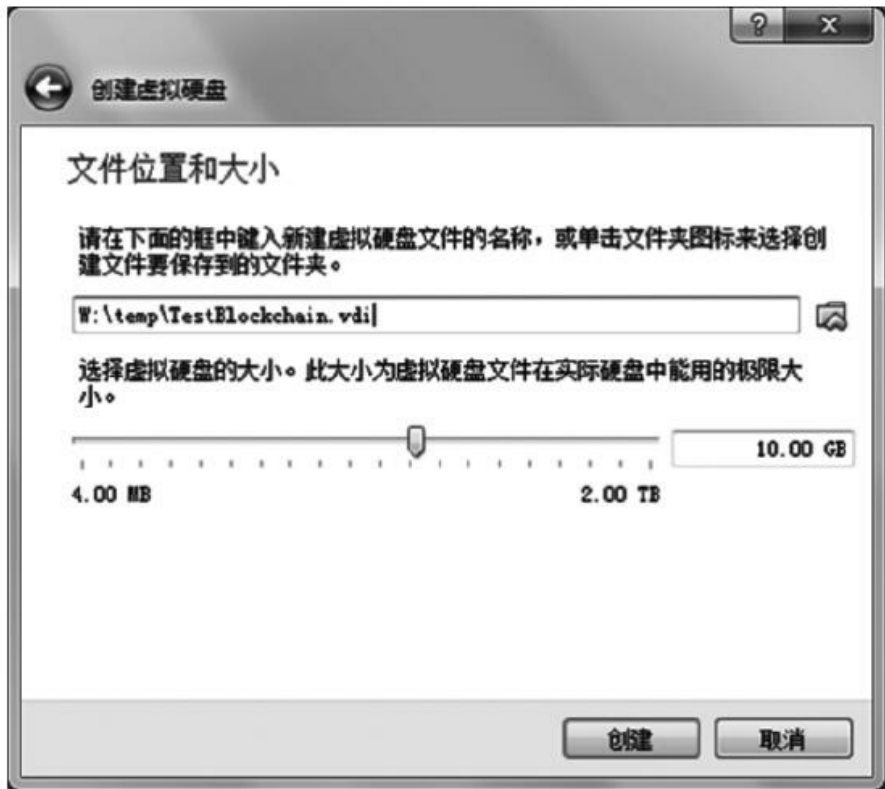 创建虚拟硬盘
文件位置和大小
请在下面的框中键入新建虚拟硬盘文件的名称，或单击文件夹图标来选择创
建文件要保存到的文件夹。
W:\temp\TestBlockchain.vdi
选择虚拟硬盘的大小。此大小为虚拟硬盘文件在实际硬盘中能用的极限大
小。
10.00 GB
4.00 MB 2.00 TB
创建 取消